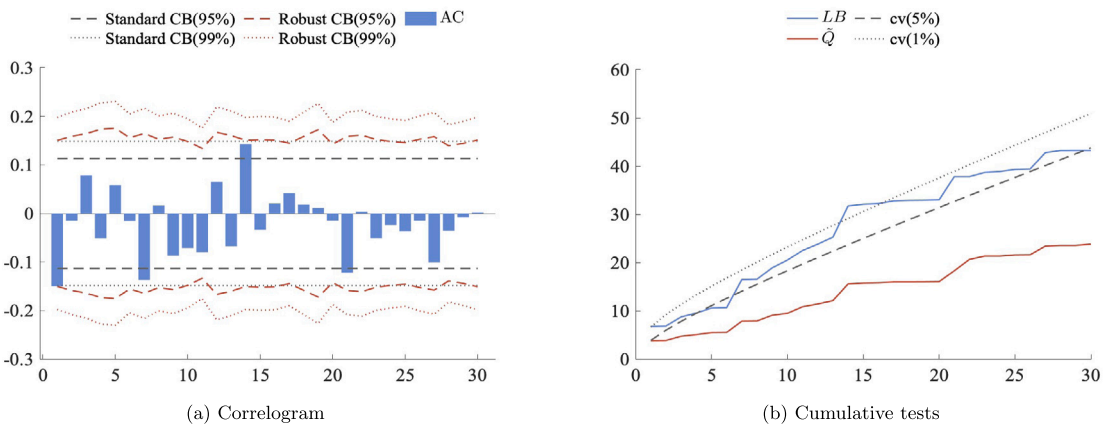 Standard CB(95%) Robust CB(95%) AC
Standard CB(99%) Robust CB(99%)
0.3
0.2
0.1
0
-0.1
-0.2
-0.3
0 5 10 15 20 25 30
(a) Correlogram
LB cv(5%)
Q̃ cv(1%)
60
50
40
30
20
10
0
0 5 10 15 20 25 30
(b) Cumulative tests